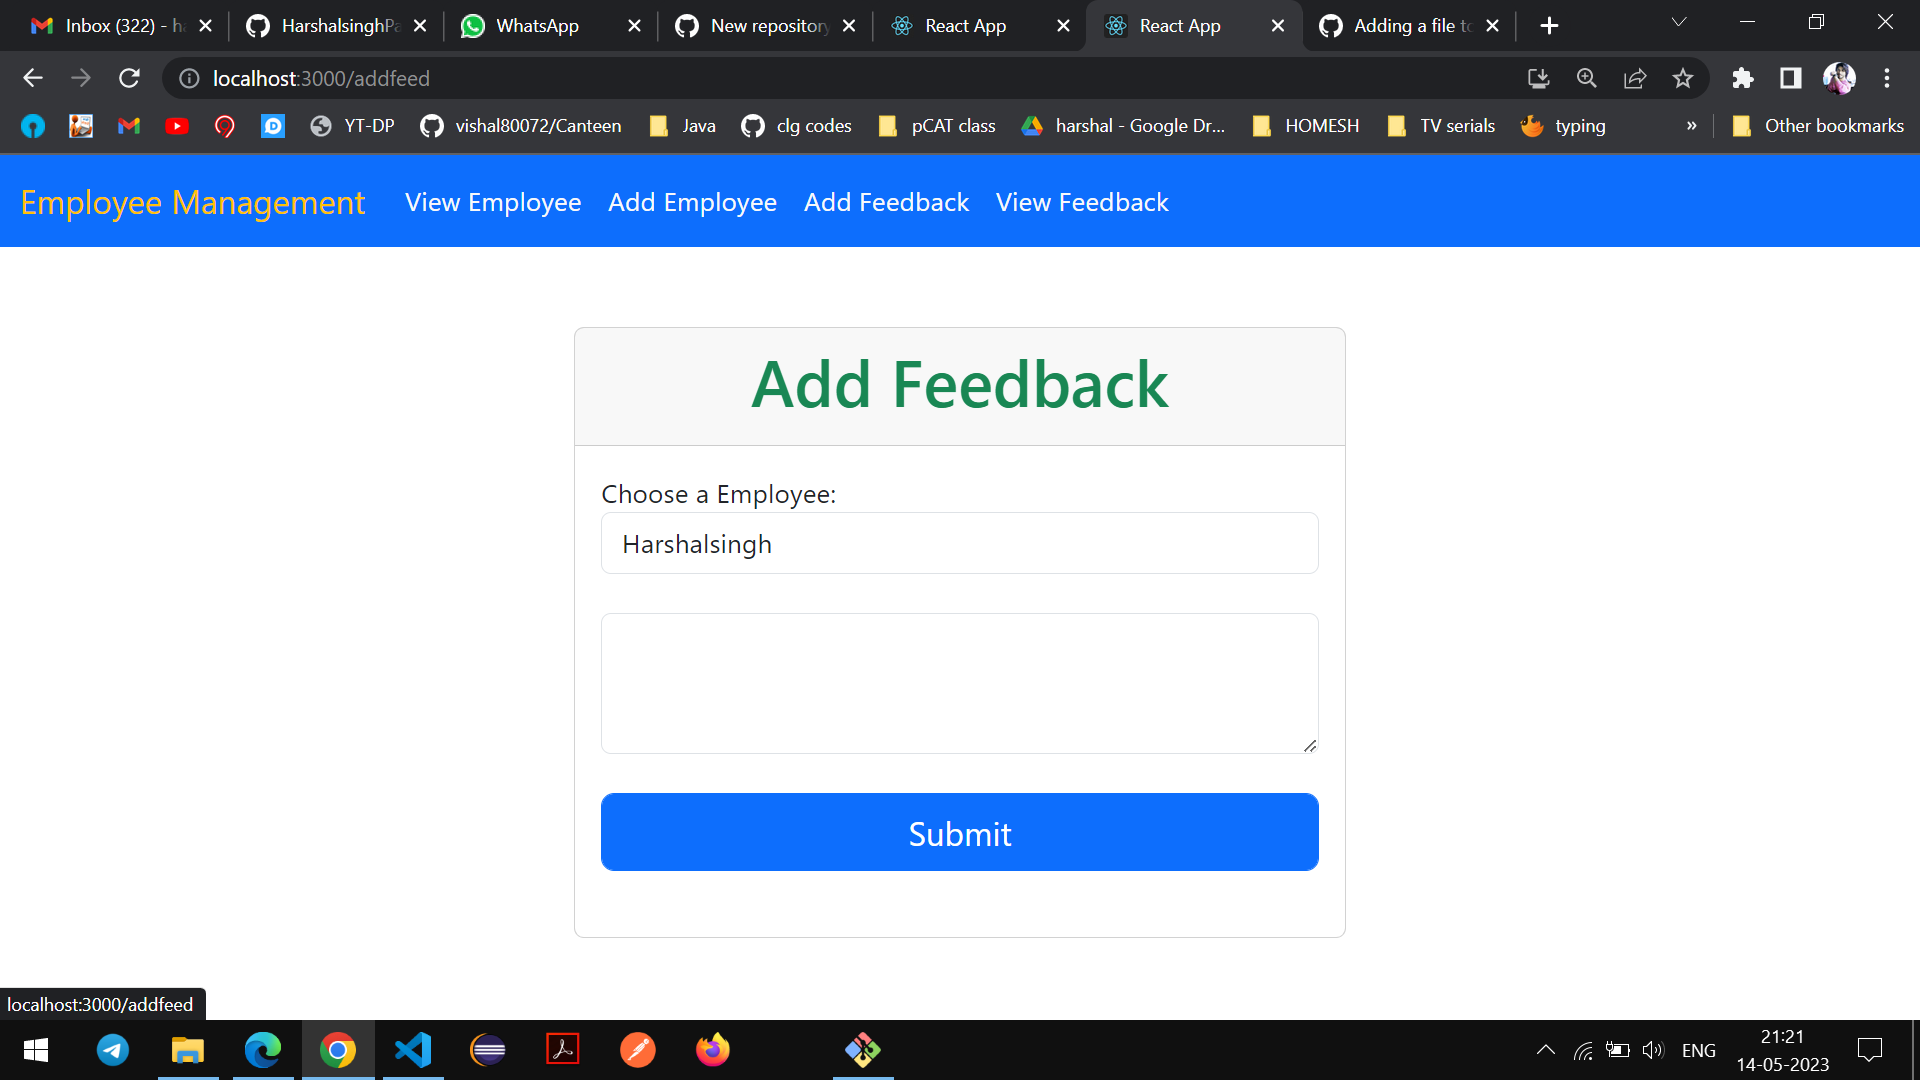 Inbox (322) - ha
HarshalsinghPa
WhatsApp
New repository
React App
React App
Adding a file to
localhost:3000/addfeed
YT-DP
vishal80072/Canteen
Java
clg codes
pCAT class
harshal - Google Dr...
HOMESH
TV serials
typing
»
Other bookmarks
Employee Management
View Employee
Add Employee
Add Feedback
View Feedback
Add Feedback
Choose a Employee:
Harshalsingh
Submit
localhost:3000/addfeed
ENG
21:21
14-05-2023